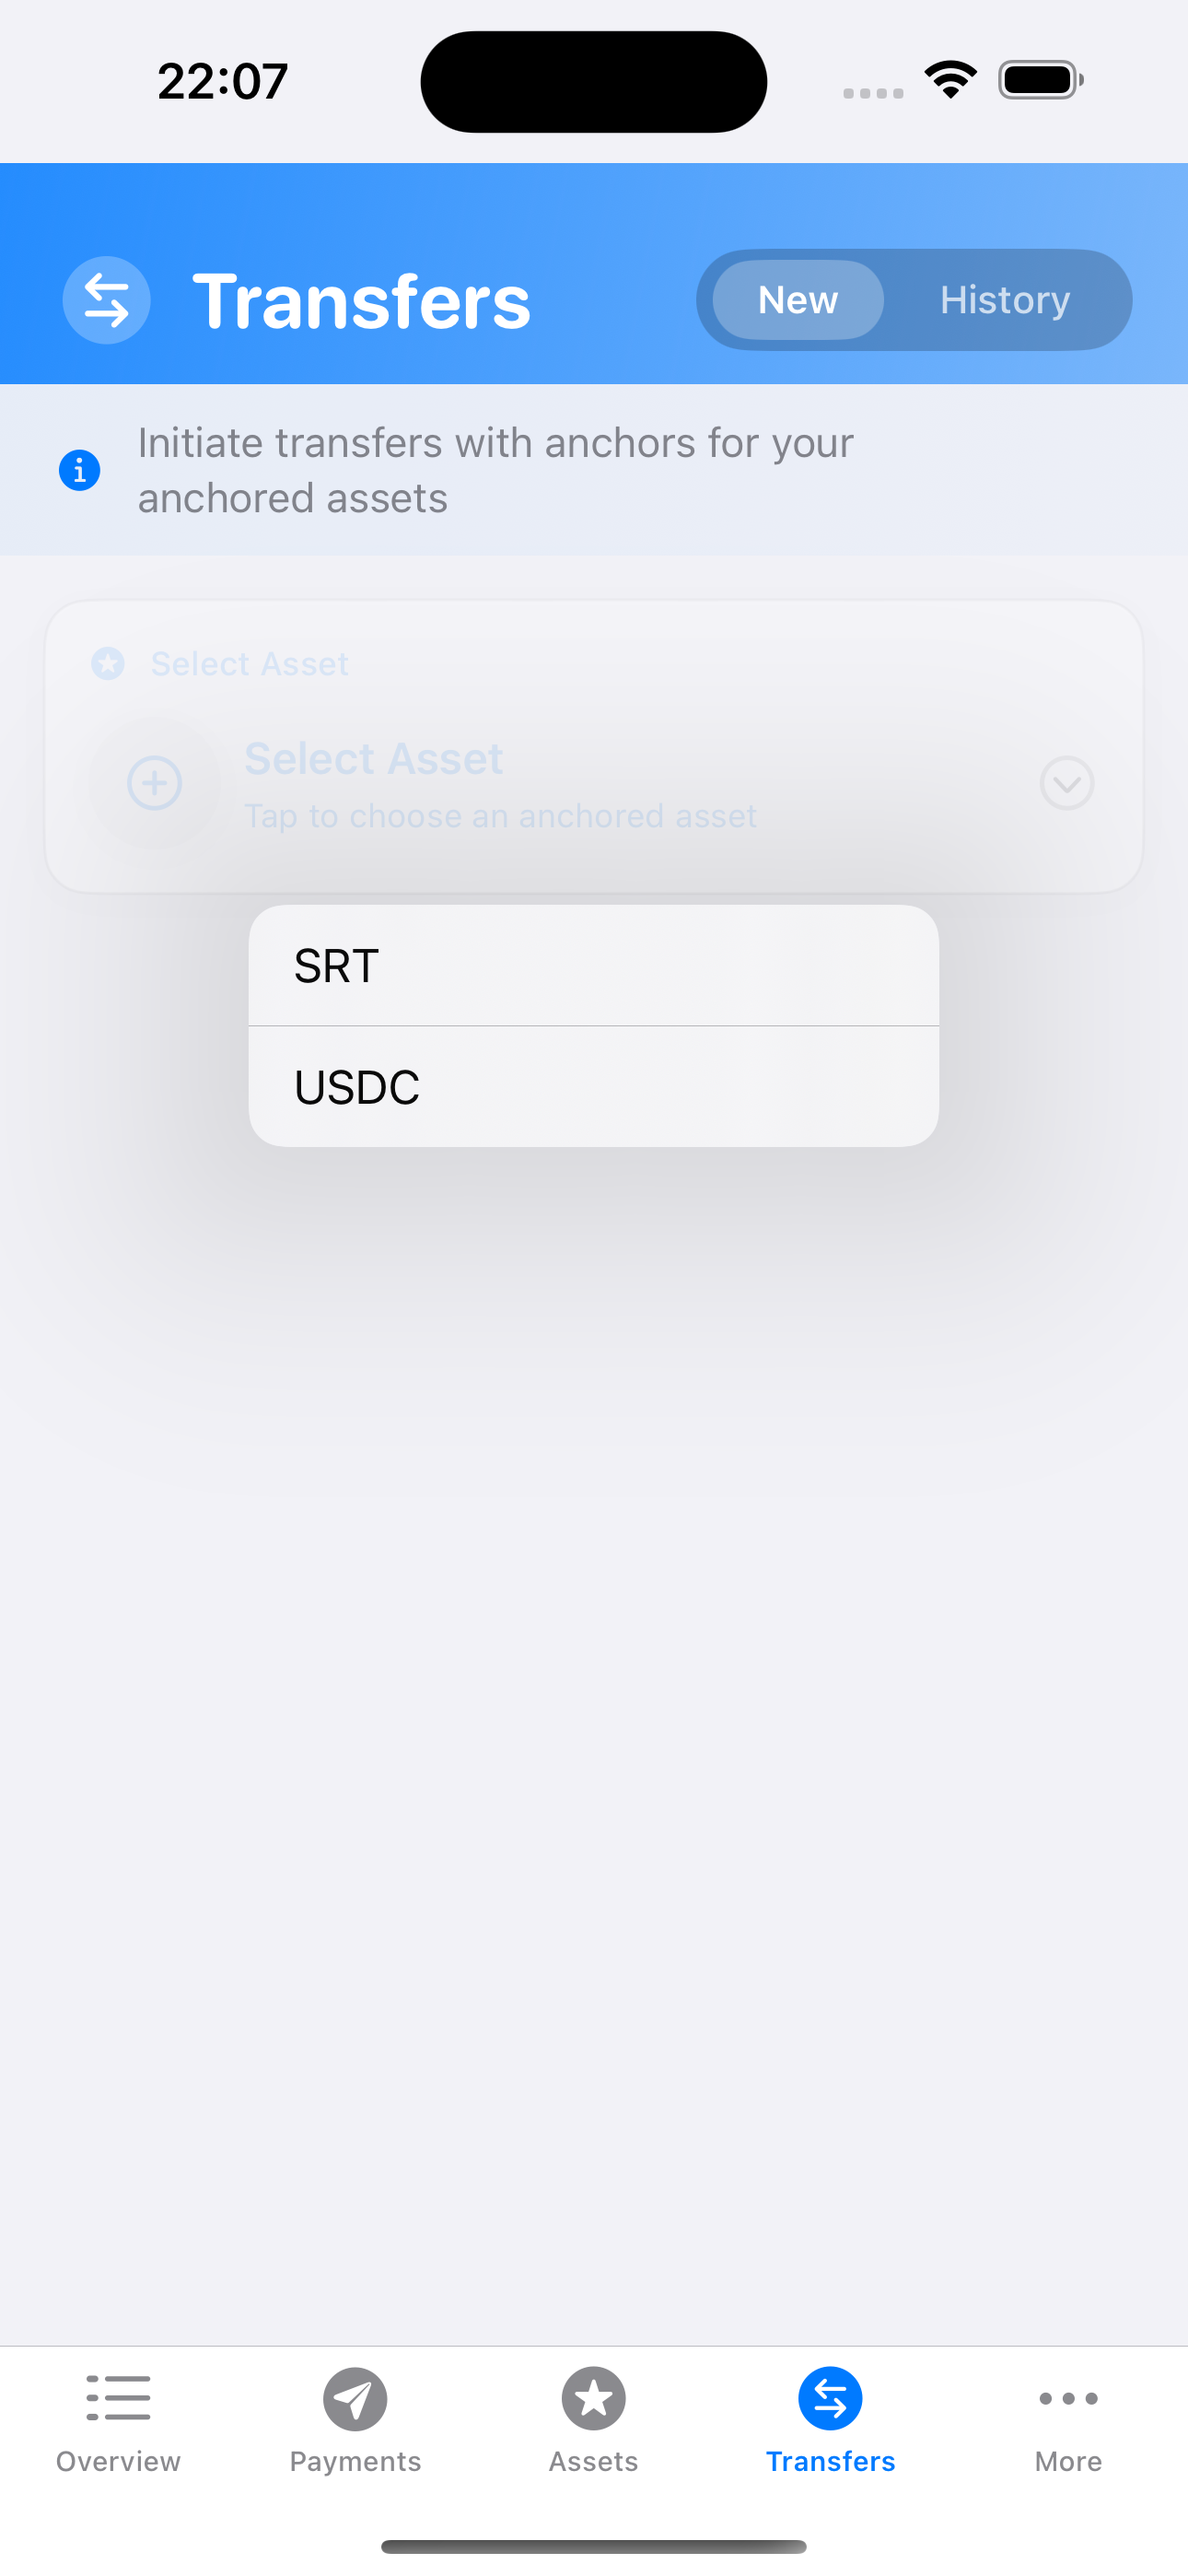 22:07
Transfers
New
History
Initiate transfers with anchors for your
anchored assets
Select Asset
Select Asset
Tap to choose an anchored asset
SRT
USDC
Overview
Payments
Assets
Transfers
More